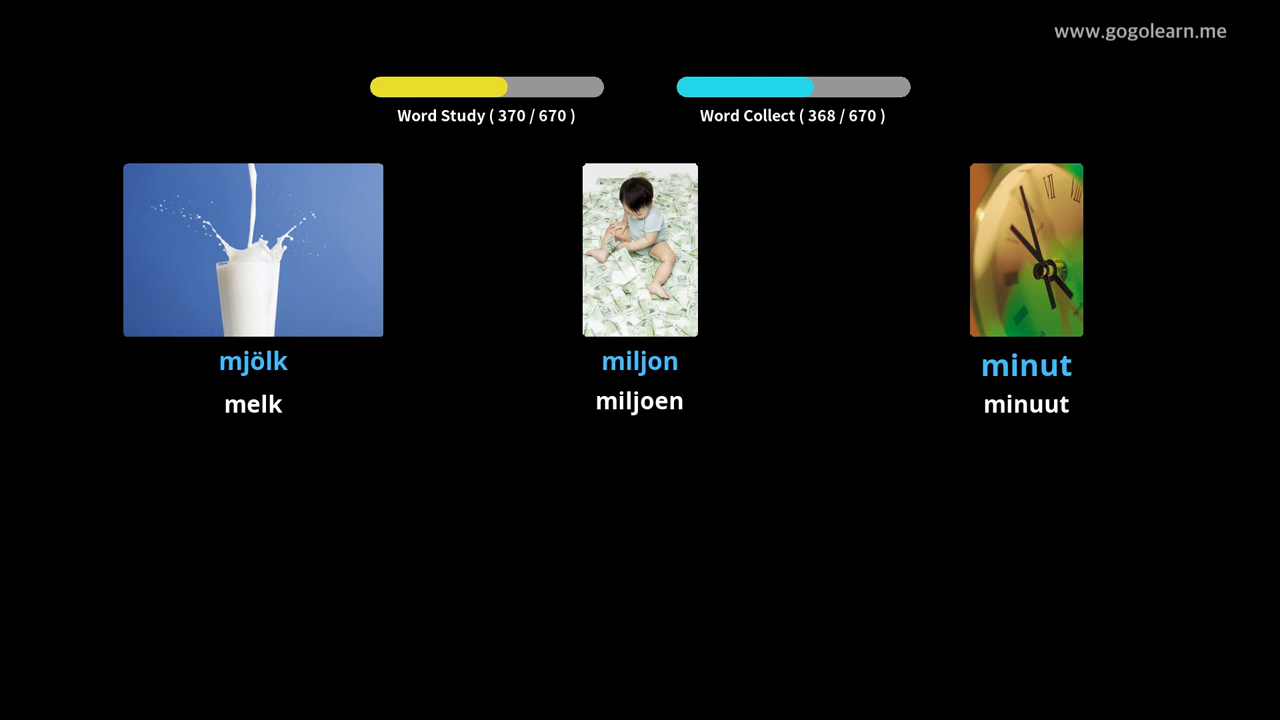 www.gogolearn.me
Word Study ( 370 / 670 )
Word Collect ( 368 / 670 )
mjölk
miljon
minut
melk
miljoen
minuut